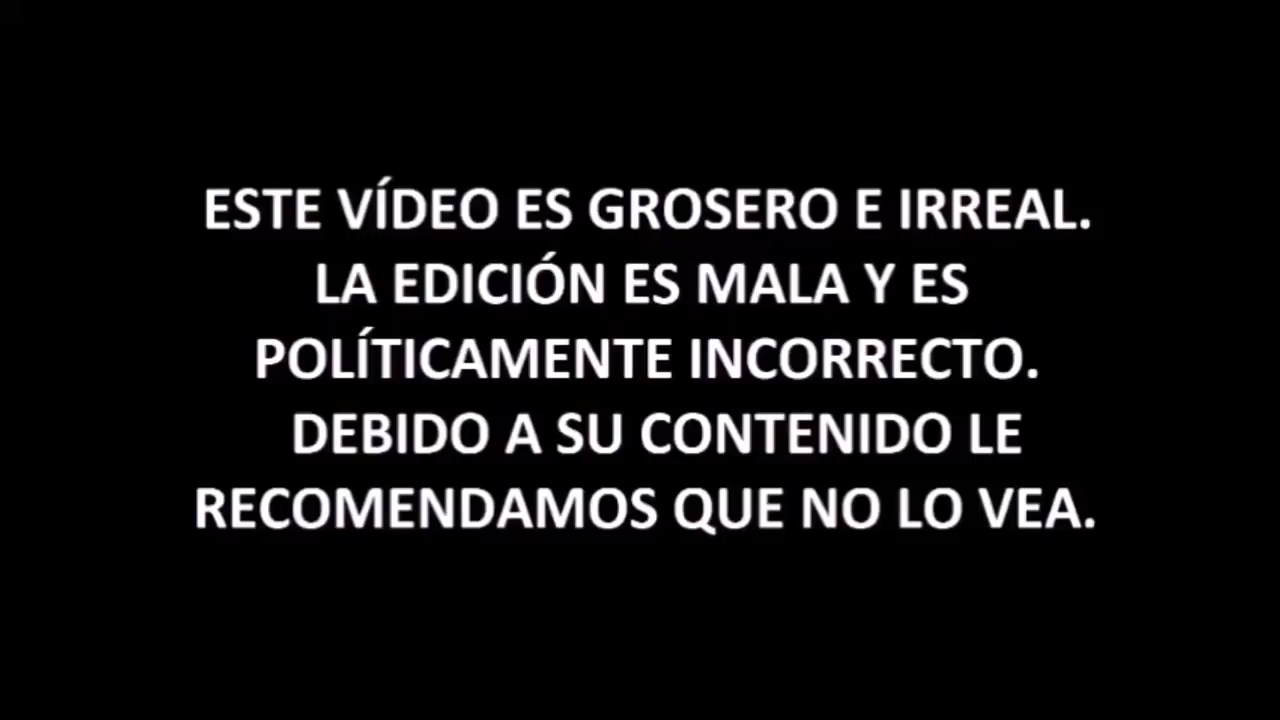 ESTE VÍDEO ES GROSERO E IRREAL.
LA EDICIÓN ES MALA Y ES
POLÍTICAMENTE INCORRECTO.
DEBIDO A SU CONTENIDO LE
RECOMENDAMOS QUE NO LO VEA.